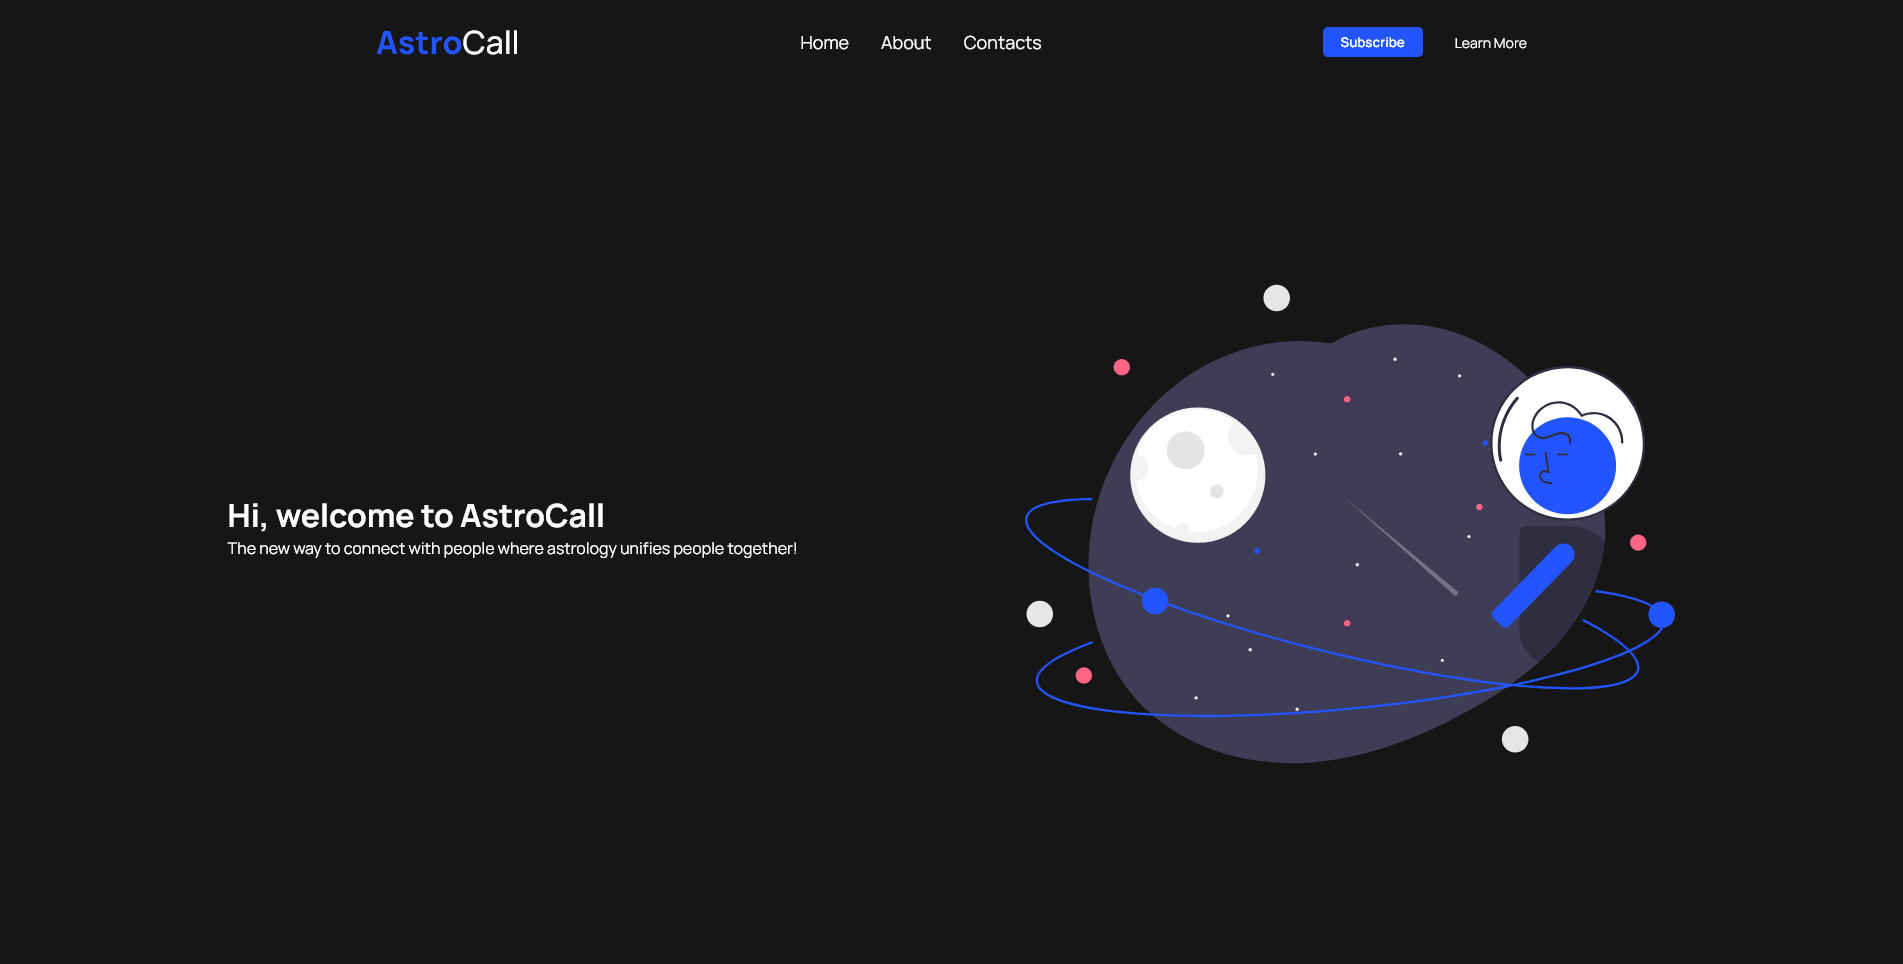 AstroCall
Home About Contacts
Subscribe Learn More
Hi, welcome to AstroCall
The new way to connect with people where astrology unifies people together!